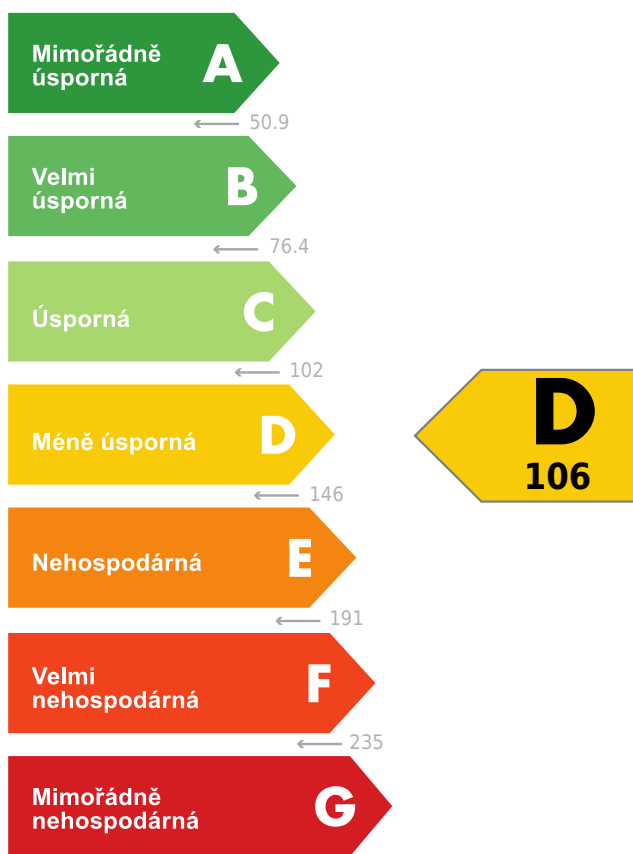 Mimořádně
úsporná
A
50.9
Velmi
úsporná
B
76.4
Úsporná
C
102
Méně úsporná
D
D
106
146
Nehospodárná
E
191
Velmi
nehospodárná
F
235
Mimořádně
nehospodárná
G